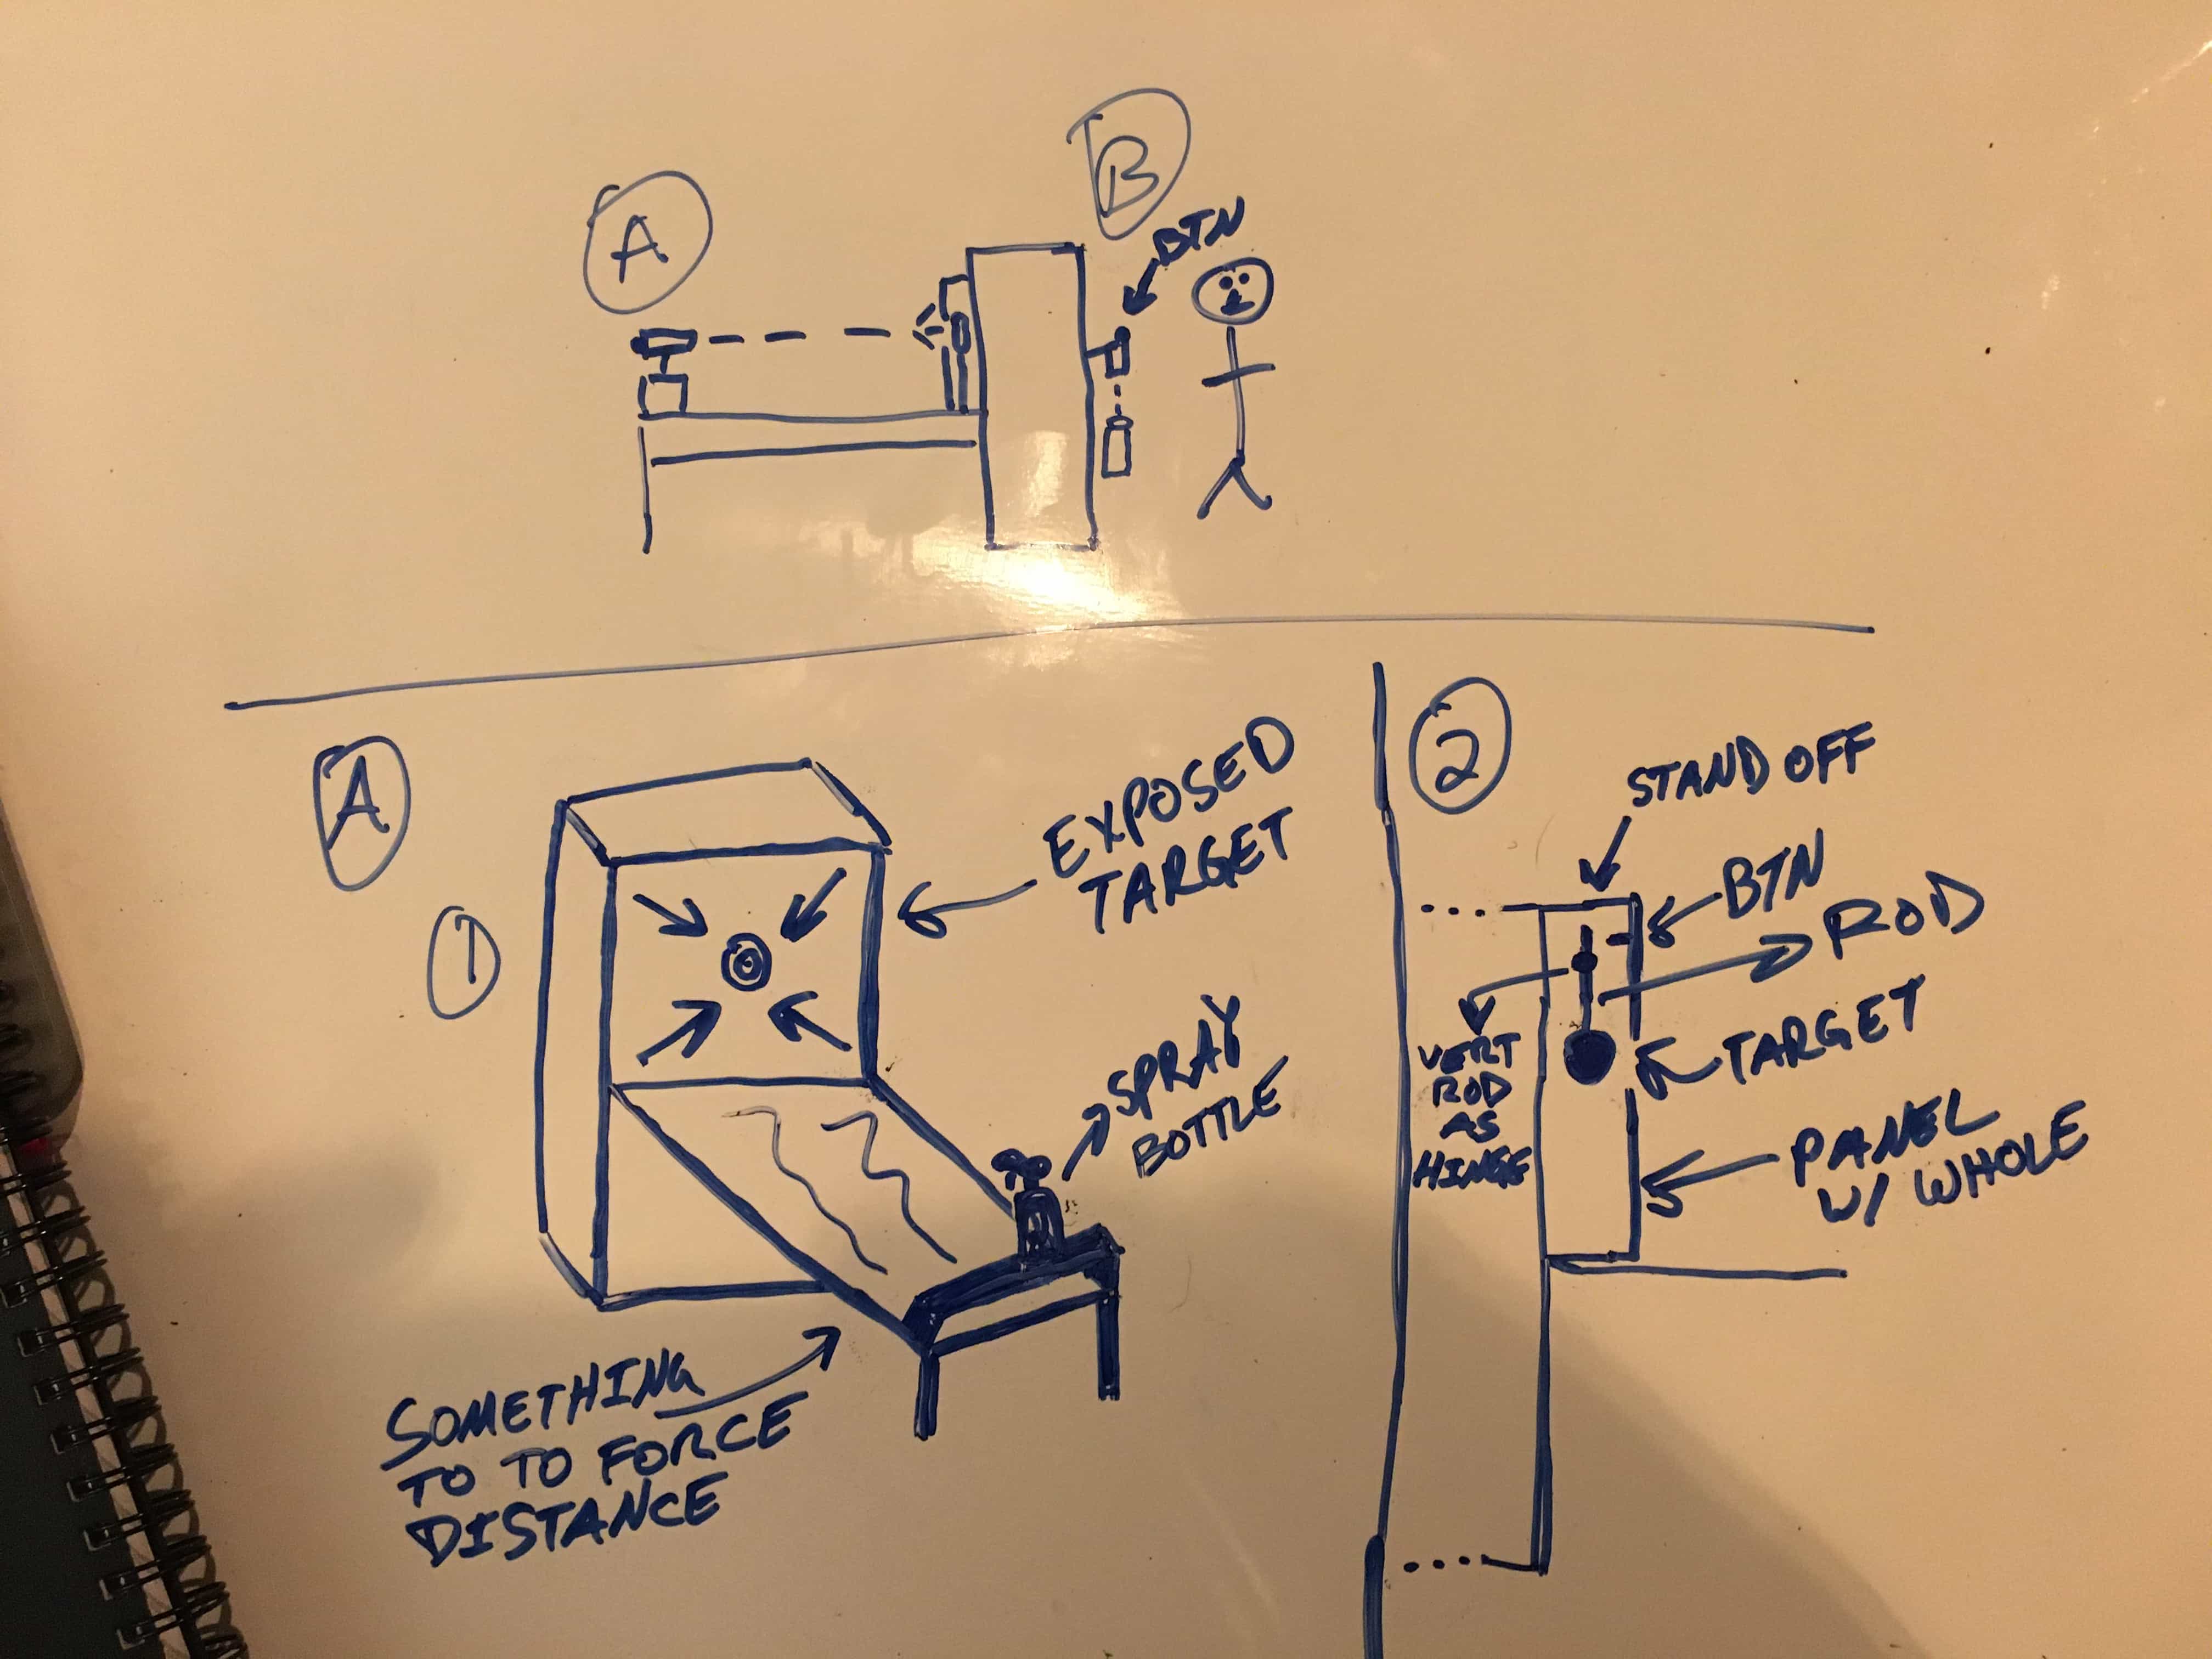 A
B
BTN
A
1
EXPOSED
TARGET
SPRAY
BOTTLE
SOMETHING
TO TO FORCE
DISTANCE
2
STAND OFF
BTN
ROD
TARGET
VERT
ROD
AS
HINGE
PANEL
W/ WHOLE